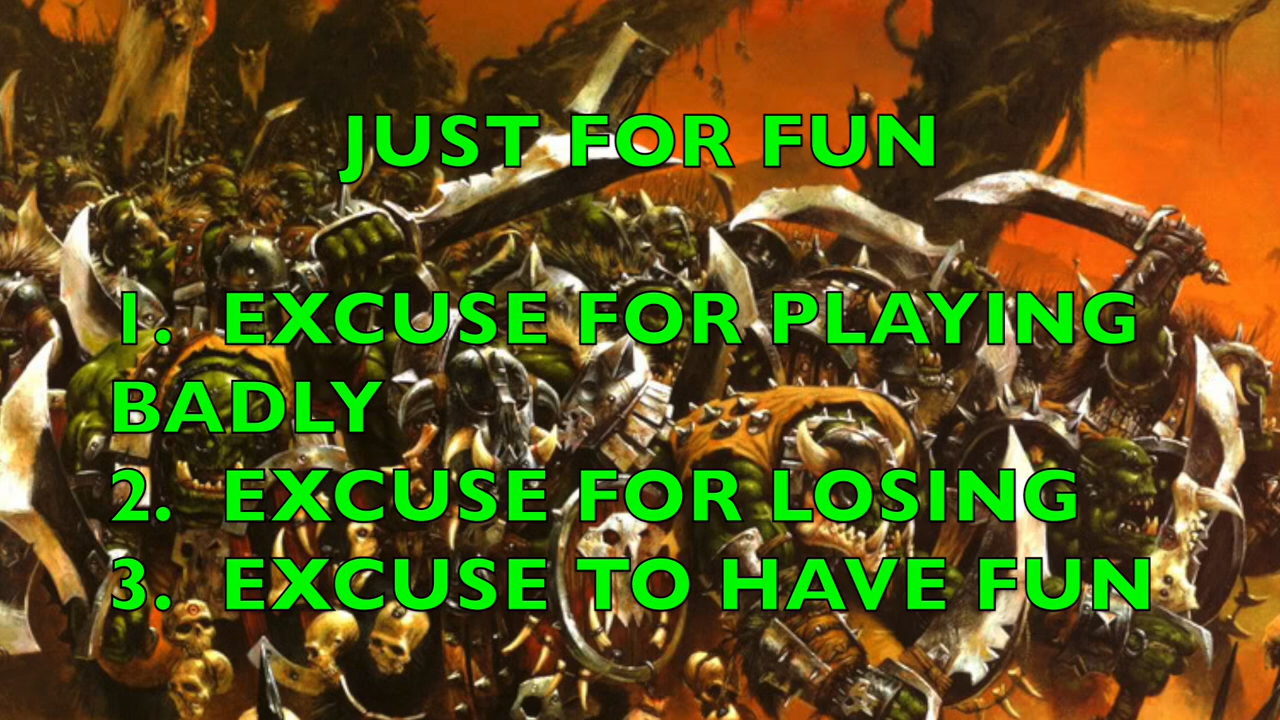 JUST FOR FUN
1. EXCUSE FOR PLAYING
BADLY
2. EXCUSE FOR LOSING
3. EXCUSE TO HAVE FUN